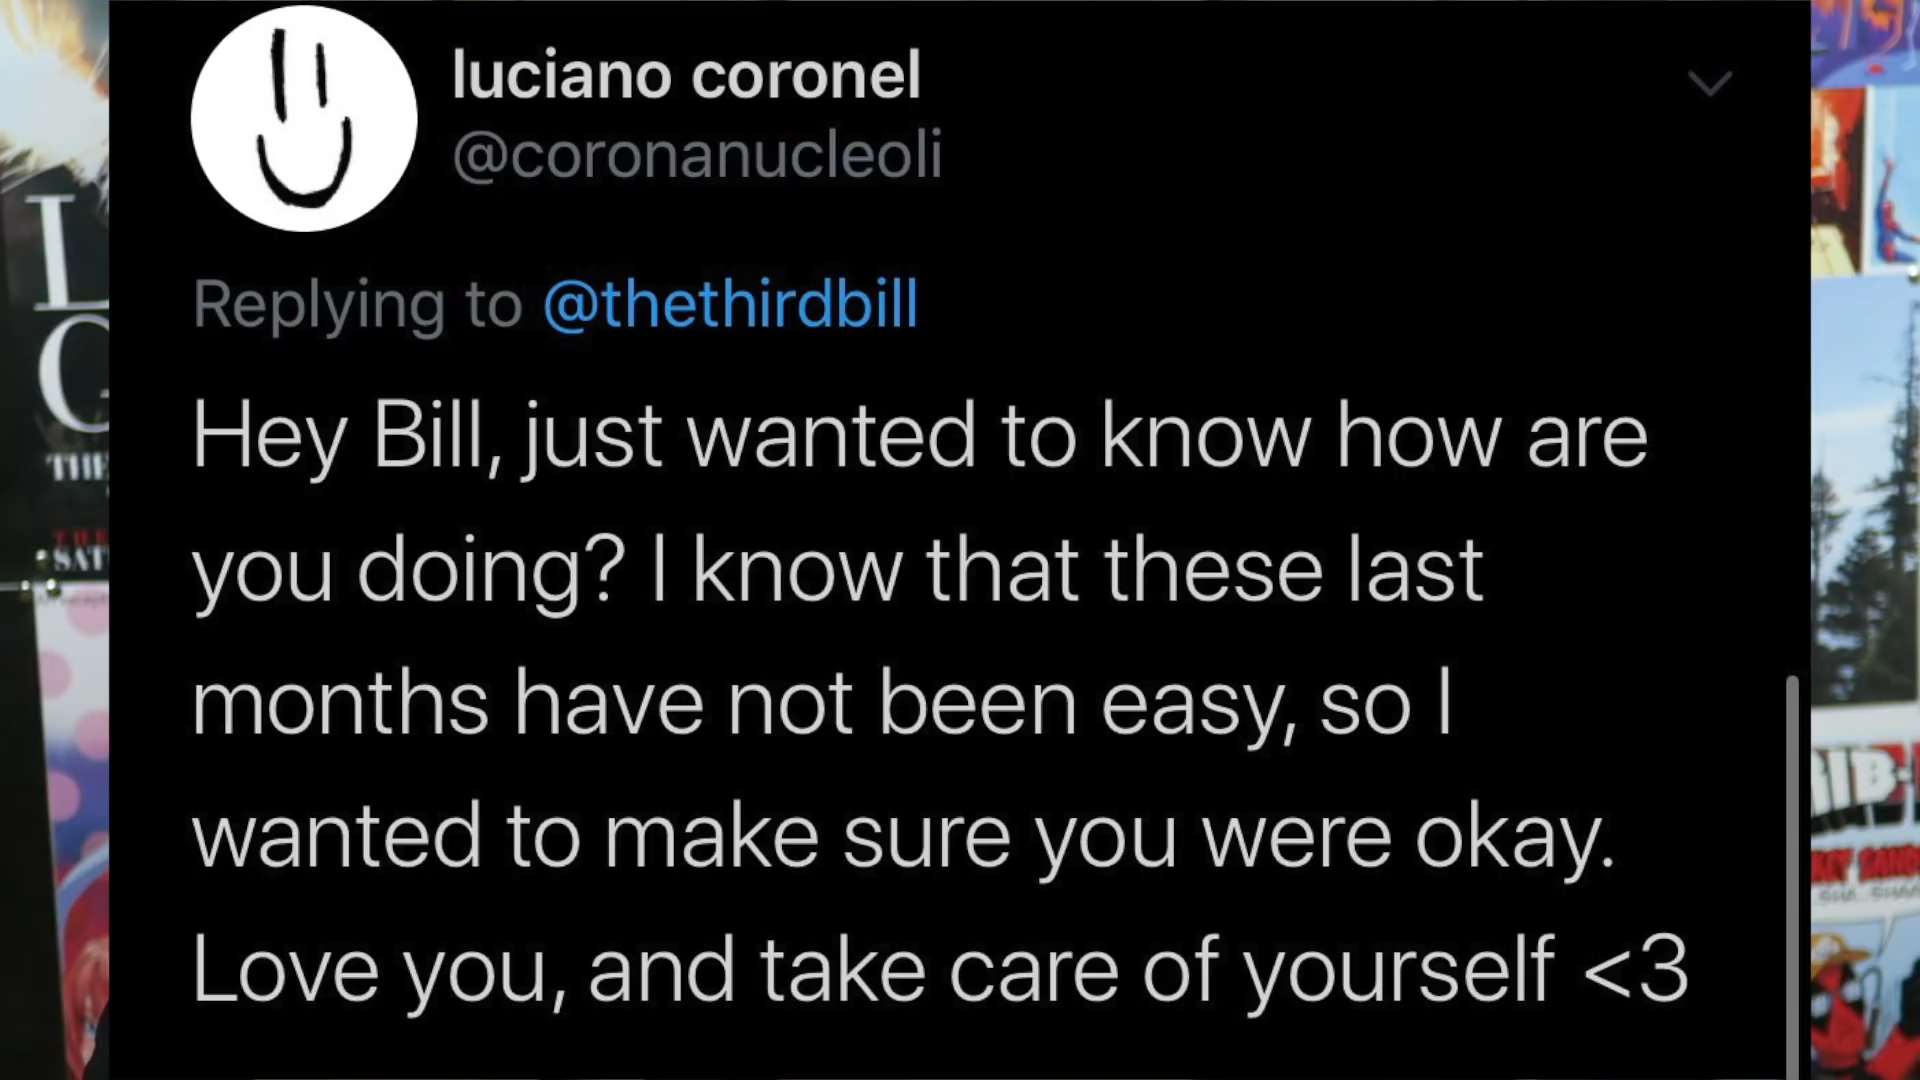 luciano coronel
@coronanucleoli
Replying to @thethirdbill
Hey Bill, just wanted to know how are
you doing? I know that these last
months have not been easy, so I
wanted to make sure you were okay.
Love you, and take care of yourself <3
L
THE
SAT